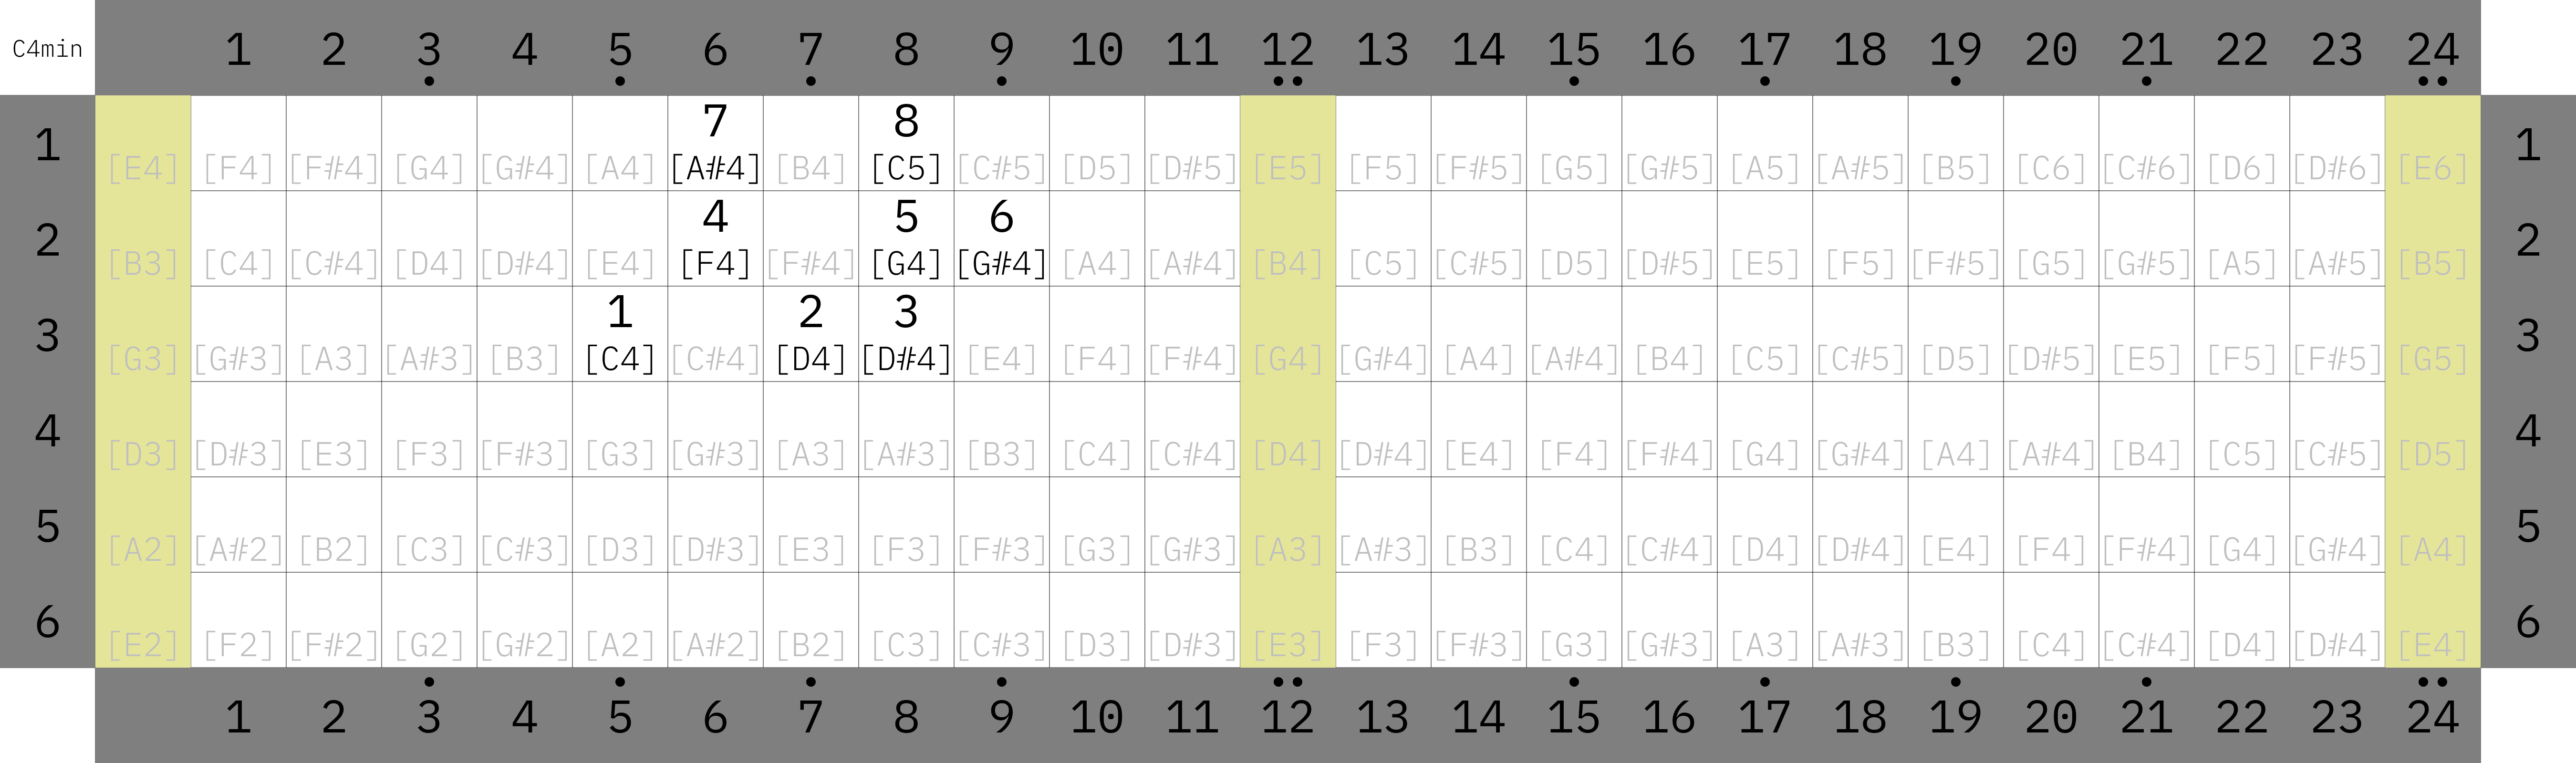 C4min 1 2 3 4 5 6 7 8 9 10 11 12 13 14 15 16 17 18 19 20 21 22 23 24
7 8
1 [E4] [F4] [F#4] [G4] [G#4] [A4] [A#4] [B4] [C5] [C#5] [D5] [D#5] [E5] [F5] [F#5] [G5] [G#5] [A5] [A#5] [B5] [C6] [C#6] [D6] [D#6] [E6] 1
4 5 6
2 [B3] [C4] [C#4] [D4] [D#4] [E4] [F4] [F#4] [G4] [G#4] [A4] [A#4] [B4] [C5] [C#5] [D5] [D#5] [E5] [F5] [F#5] [G5] [G#5] [A5] [A#5] [B5] 2
1 2 3
3 [G3] [G#3] [A3] [A#3] [B3] [C4] [C#4] [D4] [D#4] [E4] [F4] [F#4] [G4] [G#4] [A4] [A#4] [B4] [C5] [C#5] [D5] [D#5] [E5] [F5] [F#5] [G5] 3
4 [D3] [D#3] [E3] [F3] [F#3] [G3] [G#3] [A3] [A#3] [B3] [C4] [C#4] [D4] [D#4] [E4] [F4] [F#4] [G4] [G#4] [A4] [A#4] [B4] [C5] [C#5] [D5] 4
5 [A2] [A#2] [B2] [C3] [C#3] [D3] [D#3] [E3] [F3] [F#3] [G3] [G#3] [A3] [A#3] [B3] [C4] [C#4] [D4] [D#4] [E4] [F4] [F#4] [G4] [G#4] [A4] 5
6 [E2] [F2] [F#2] [G2] [G#2] [A2] [A#2] [B2] [C3] [C#3] [D3] [D#3] [E3] [F3] [F#3] [G3] [G#3] [A3] [A#3] [B3] [C4] [C#4] [D4] [D#4] [E4] 6
1 2 3 4 5 6 7 8 9 10 11 12 13 14 15 16 17 18 19 20 21 22 23 24